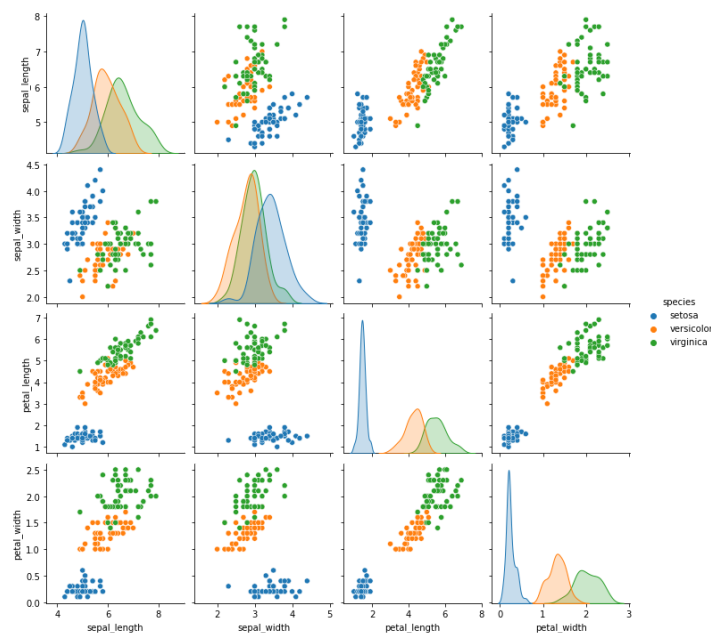 8
7
6
5
sepal_length
4.5
4.0
3.5
3.0
2.5
2.0
sepal_width
7
6
5
4
3
2
1
petal_length
2.5
2.0
1.5
1.0
0.5
0.0
petal_width
4 6 8
sepal_length
2 3 4 5
sepal_width
2 4 6 8
petal_length
0 1 2 3
petal_width
species
setosa
versicolor
virginica